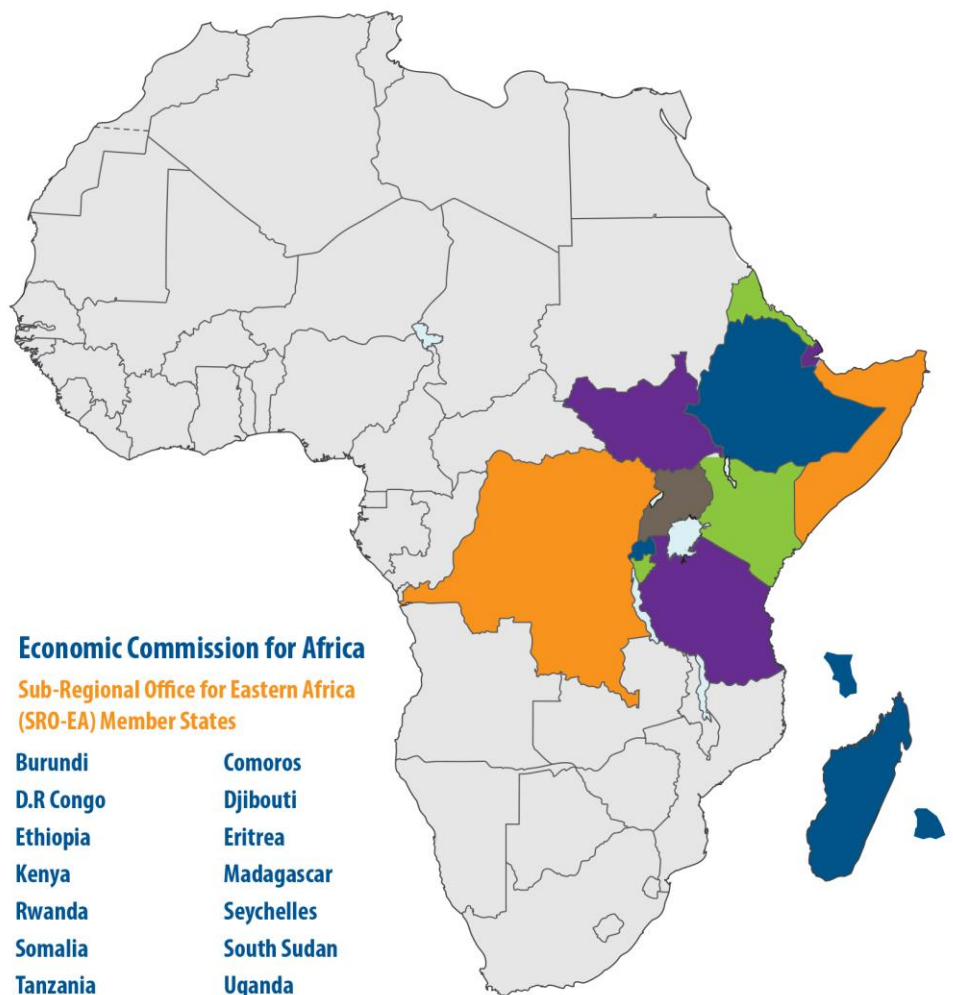 Economic Commission for Africa
Sub-Regional Office for Eastern Africa
(SRO-EA) Member States
Burundi Comoros
D.R Congo Djibouti
Ethiopia Eritrea
Kenya Madagascar
Rwanda Seychelles
Somalia South Sudan
Tanzania Uganda